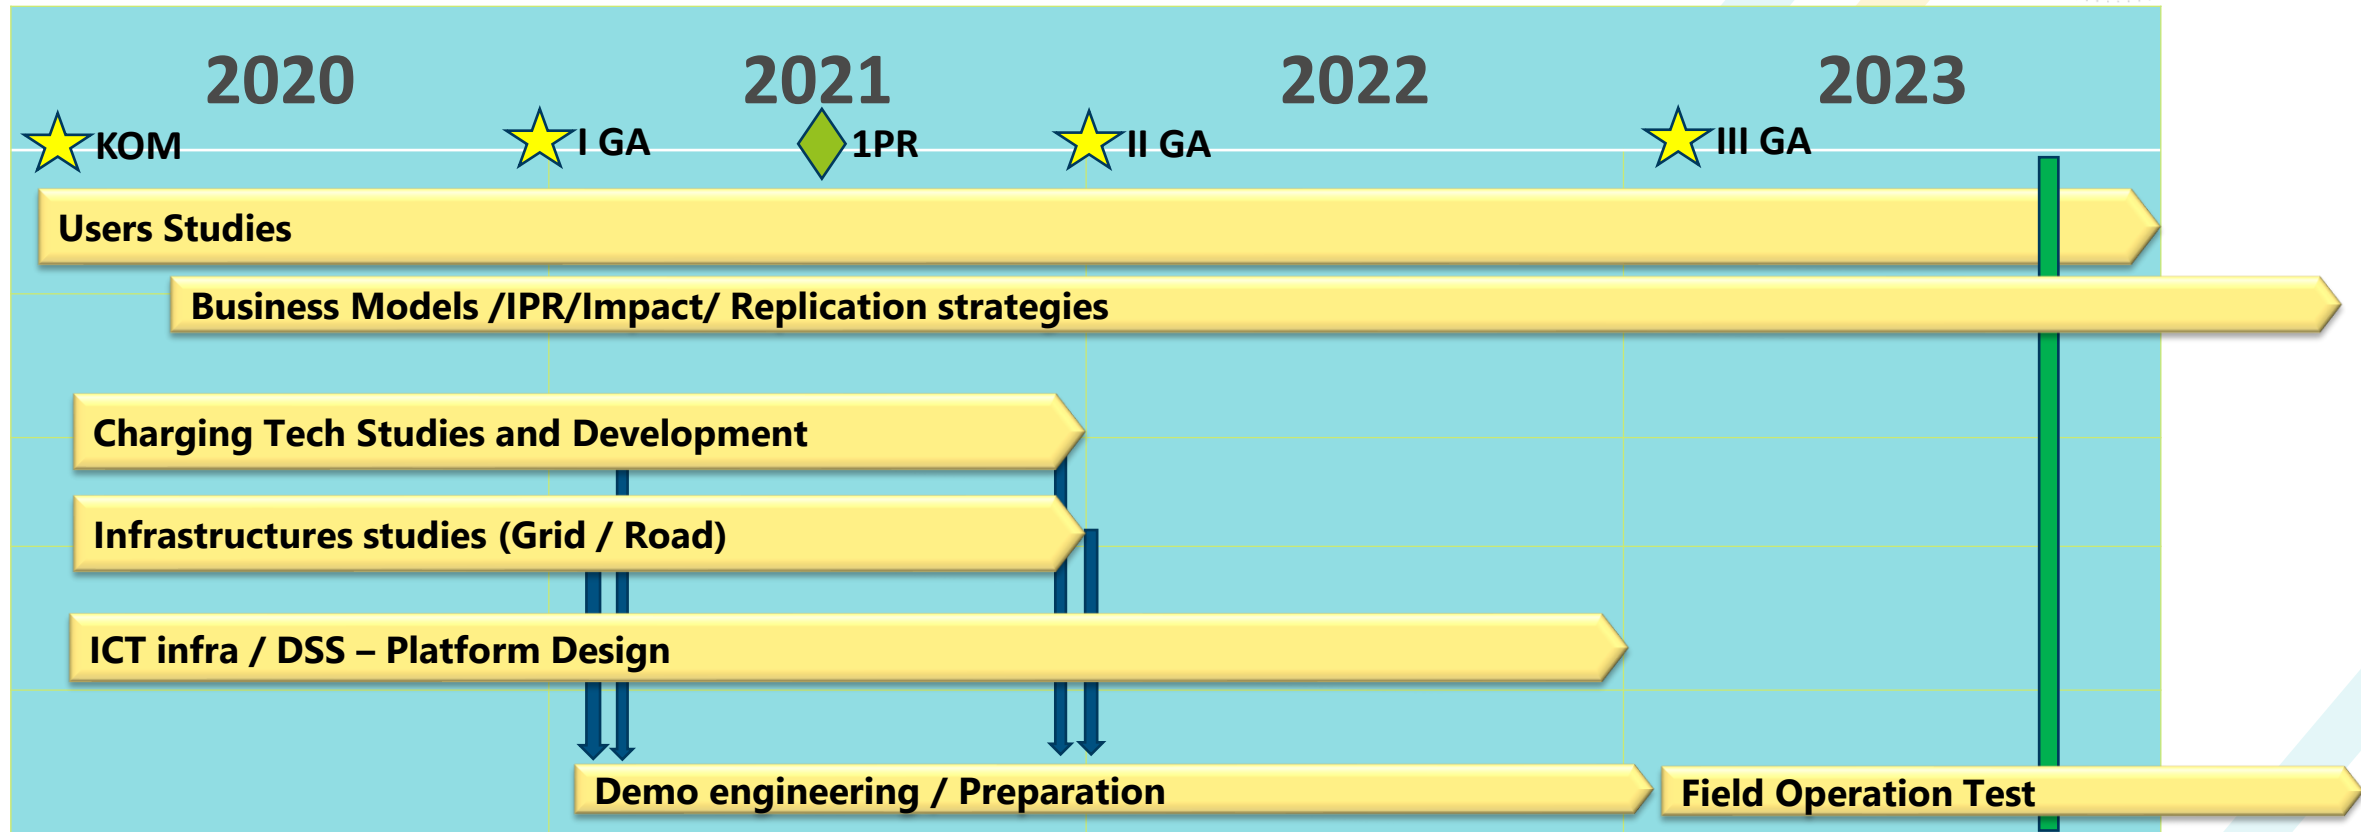 2020 2021 2022 2023
KOM I GA 1PR II GA III GA
Users Studies
Business Models /IPR/Impact/ Replication strategies
Charging Tech Studies and Development
Infrastructures studies (Grid / Road)
ICT infra / DSS – Platform Design
Demo engineering / Preparation
Field Operation Test